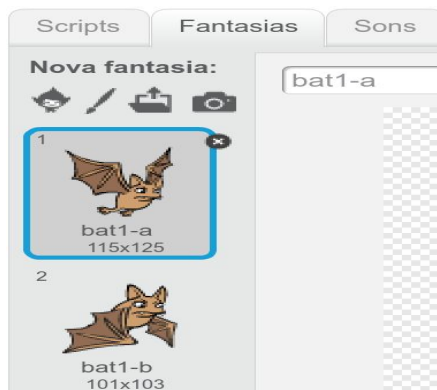 Scripts Fantasias Sons
Nova fantasia:
bat1-a
1
bat1-a
115x125
2
bat1-b
101x103